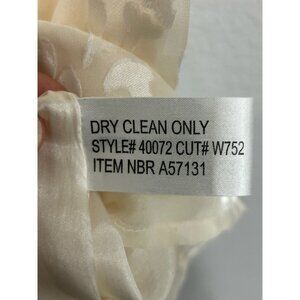 DRY CLEAN ONLY
STYLE# 40072 CUT# W752
ITEM NBR A57131